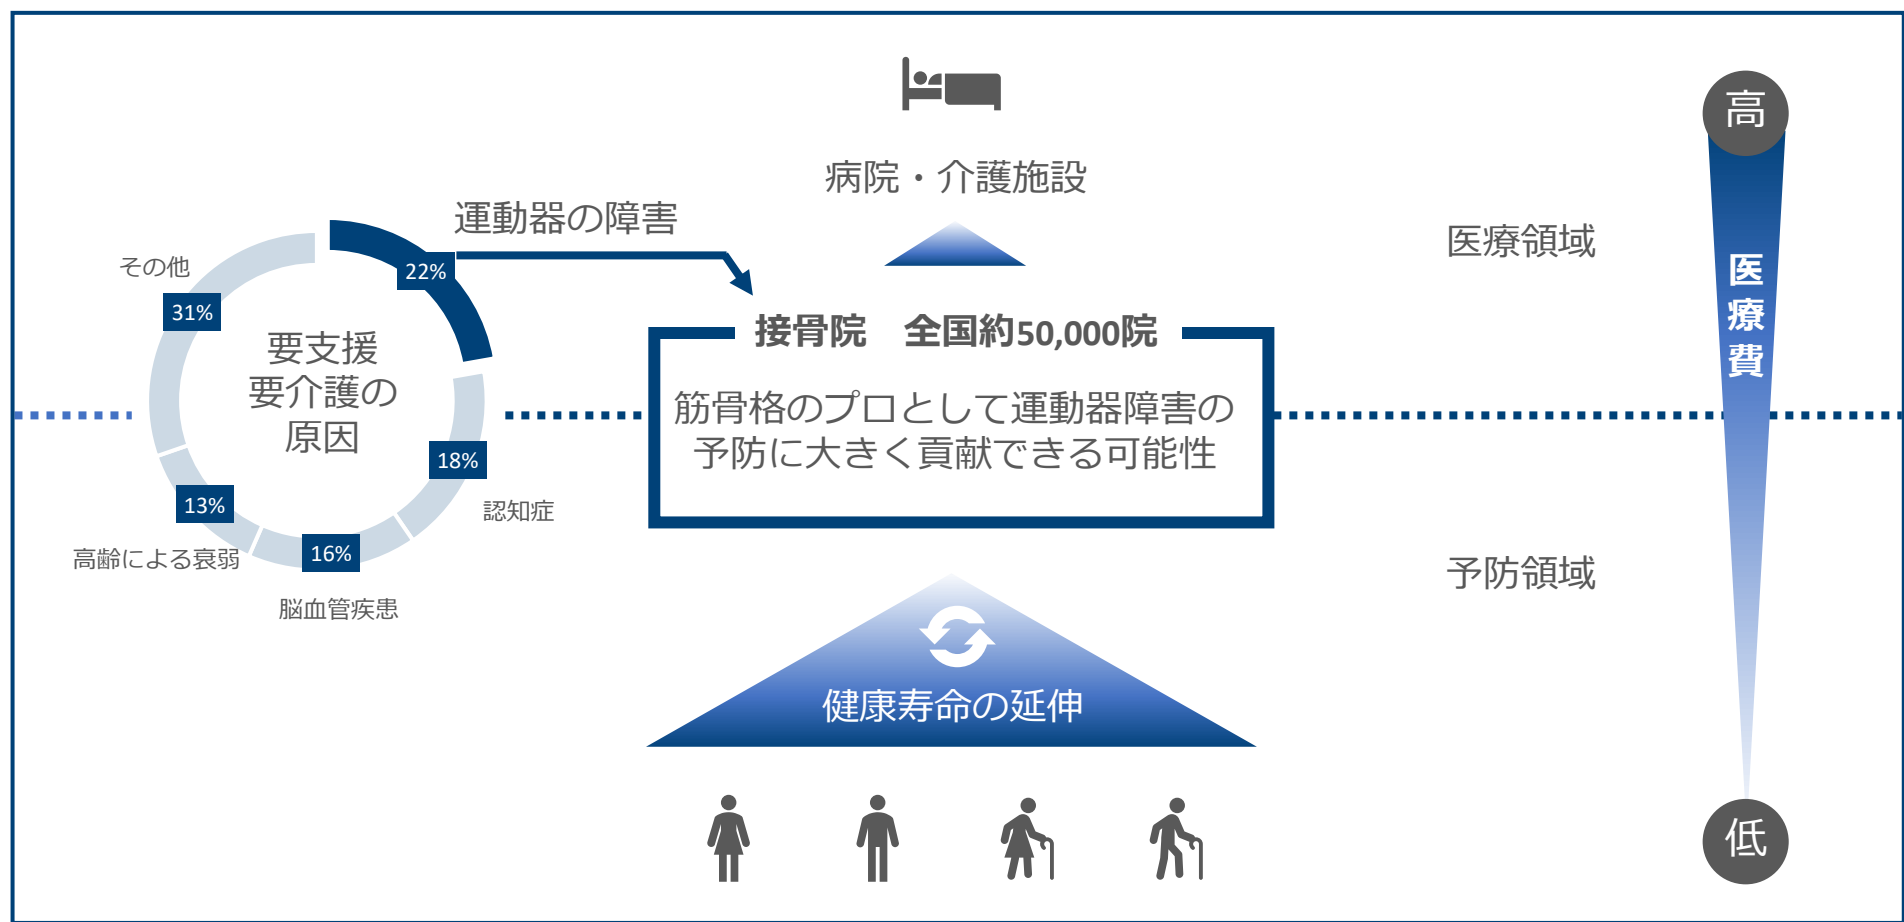 病院・介護施設
高
運動器の障害
医療領域
その他
22%
31%
医療費
接骨院　全国約50,000院
要支援
要介護の
原因
筋骨格のプロとして運動器障害の
予防に大きく貢献できる可能性
18%
13%
認知症
16%
高齢による衰弱
脳血管疾患
予防領域
健康寿命の延伸
低